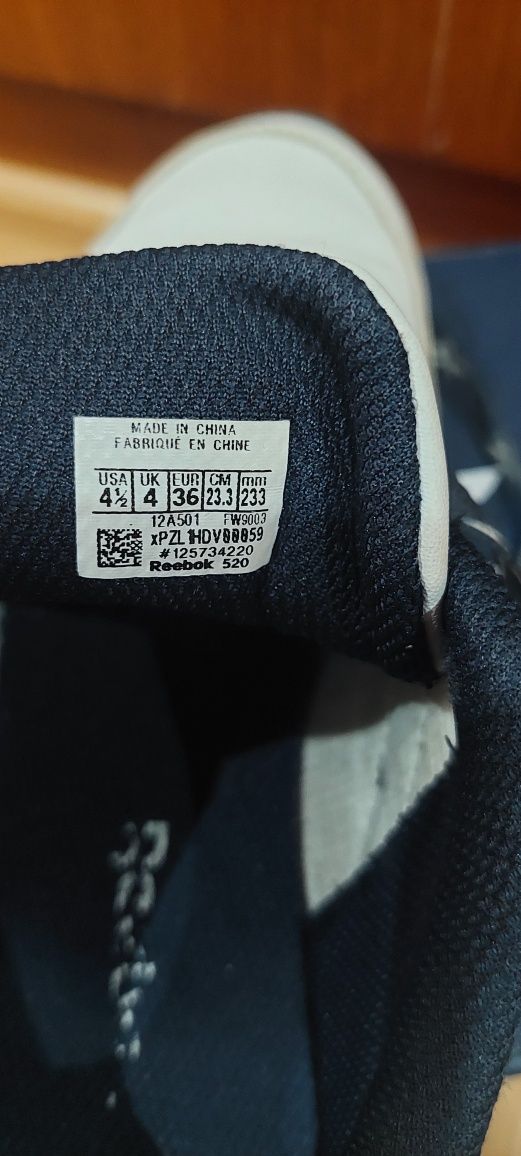 MADE IN CHINA
FABRIQUÉ EN CHINE
USA UK EUR CM mm
4½ 4 36 23.3 233
12A501 FW9003
xPZL1HDV00059
#125734220
Reebok 520